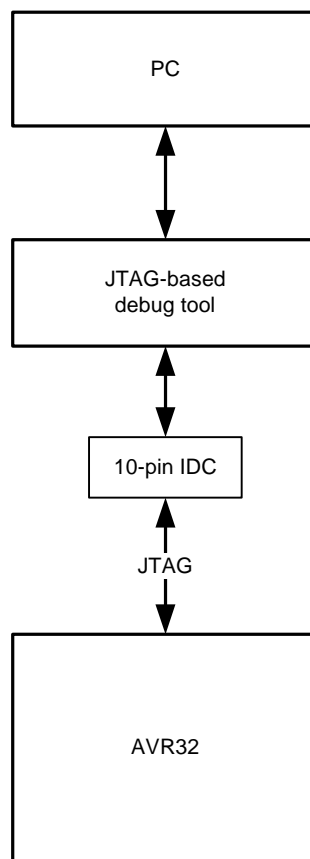 PC
JTAG-based
debug tool
10-pin IDC
JTAG
AVR32